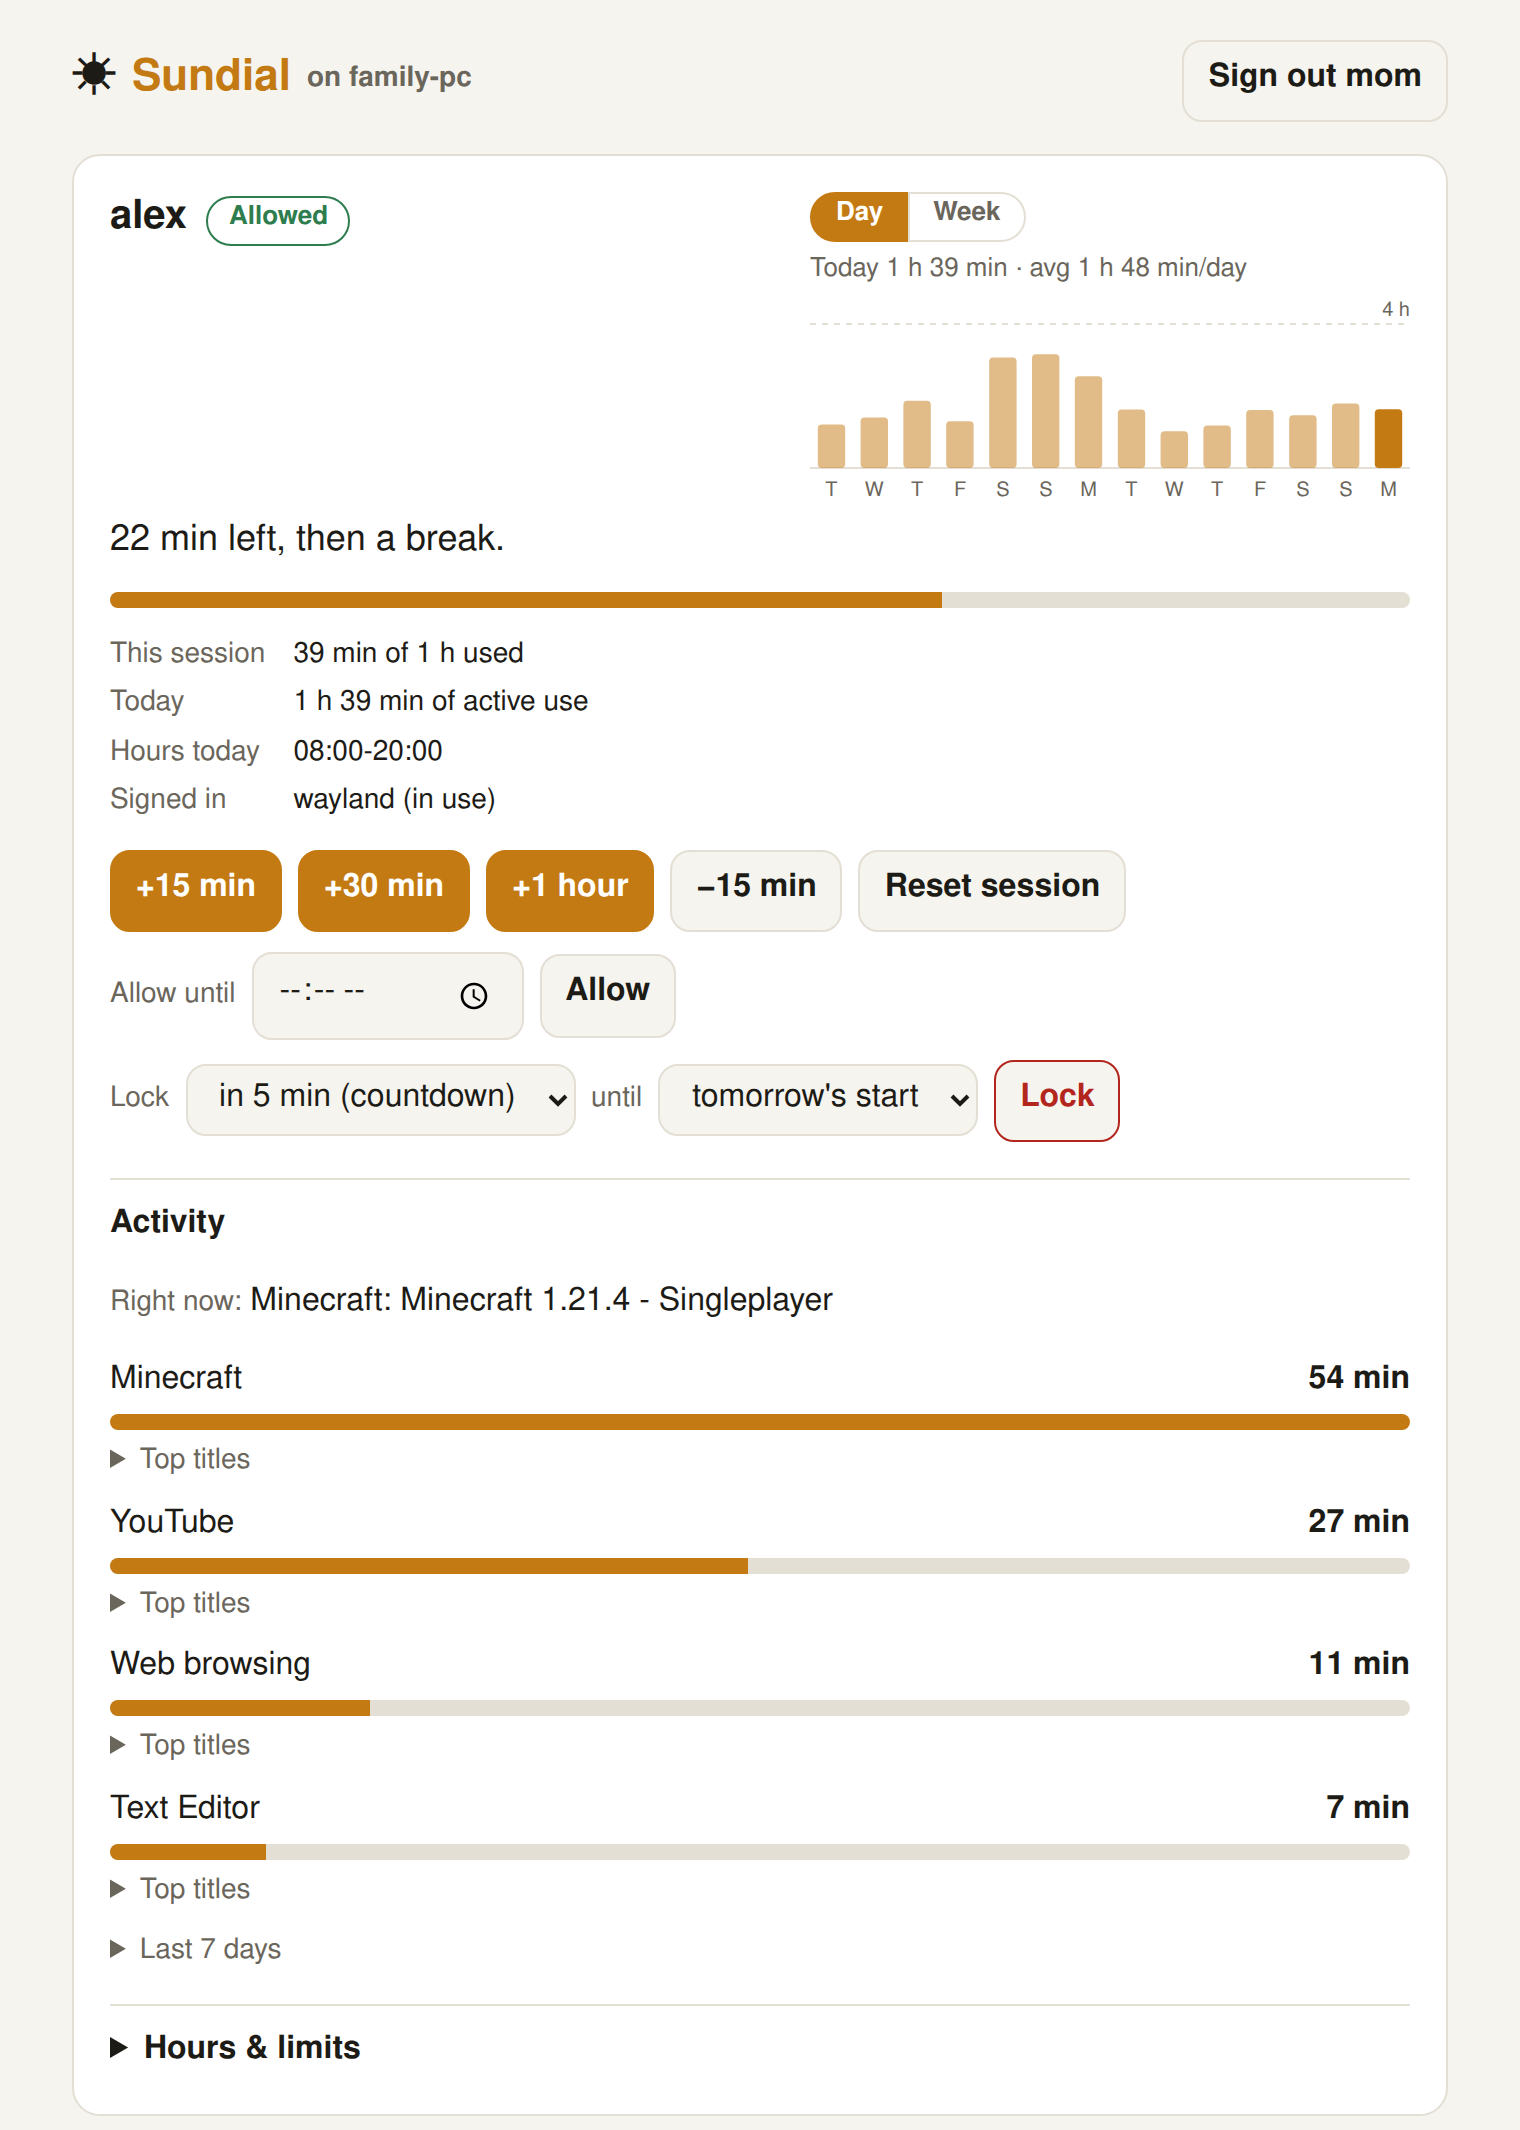 ☀ Sundial on family-pc
Sign out mom
alex Allowed
Day Week
Today 1 h 39 min · avg 1 h 48 min/day
4 h
T W T F S S M T W T F S S M
22 min left, then a break.
This session 39 min of 1 h used
Today 1 h 39 min of active use
Hours today 08:00-20:00
Signed in wayland (in use)
+15 min +30 min +1 hour −15 min Reset session
Allow until --:-- -- Allow
Lock in 5 min (countdown) until tomorrow's start Lock
Activity
Right now: Minecraft: Minecraft 1.21.4 - Singleplayer
Minecraft 54 min
Top titles
YouTube 27 min
Top titles
Web browsing 11 min
Top titles
Text Editor 7 min
Top titles
Last 7 days
Hours & limits